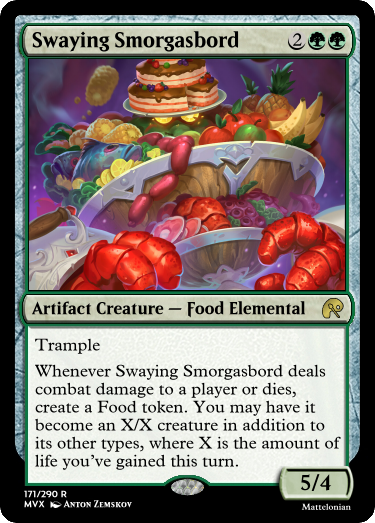 Swaying Smorgasbord 2
Artifact Creature — Food Elemental
Trample
Whenever Swaying Smorgasbord deals
combat damage to a player or dies,
create a Food token. You may have it
become an X/X creature in addition to
its other types, where X is the amount of
life you've gained this turn.
5/4
171/290 R
MVX Anton Zemskov
Mattelonian